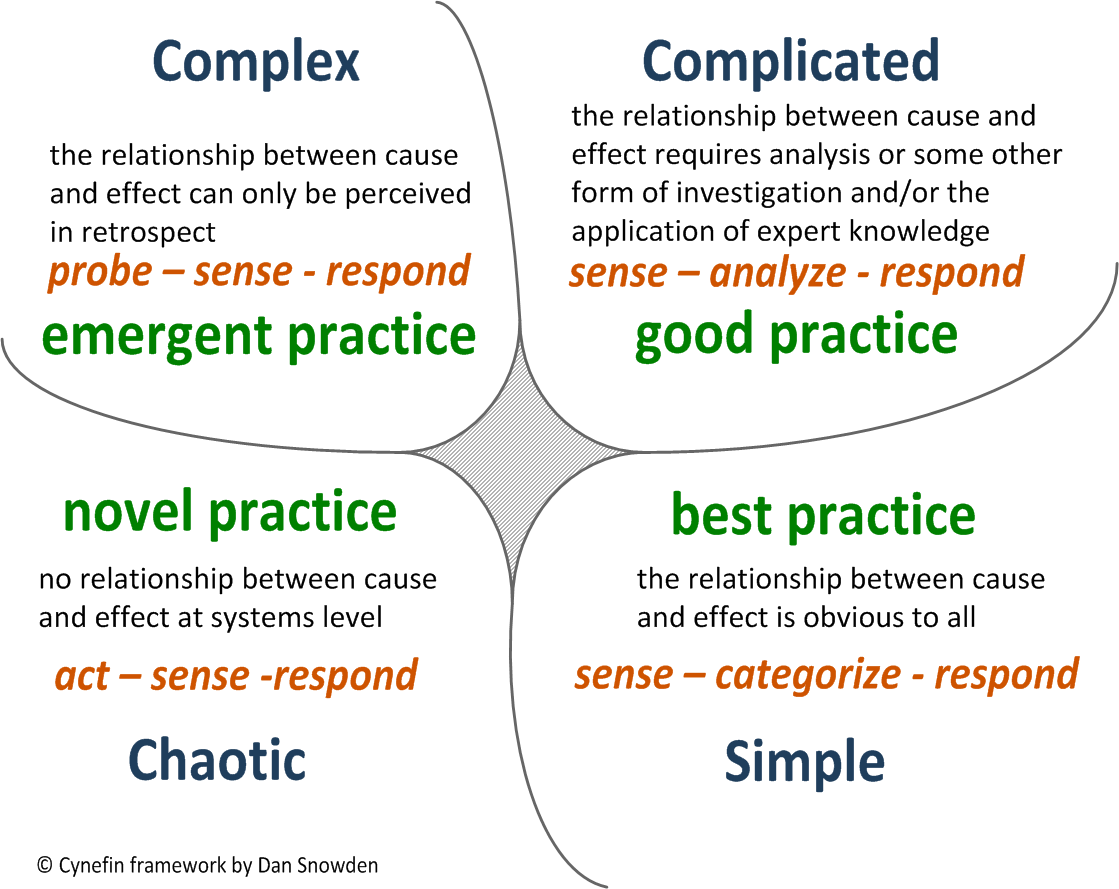 Complex
the relationship between cause
and effect can only be perceived
in retrospect
probe – sense - respond
emergent practice
Complicated
the relationship between cause and
effect requires analysis or some other
form of investigation and/or the
application of expert knowledge
sense – analyze - respond
good practice
novel practice
no relationship between cause
and effect at systems level
act – sense -respond
Chaotic
best practice
the relationship between cause
and effect is obvious to all
sense – categorize - respond
Simple
© Cynefin framework by Dan Snowden